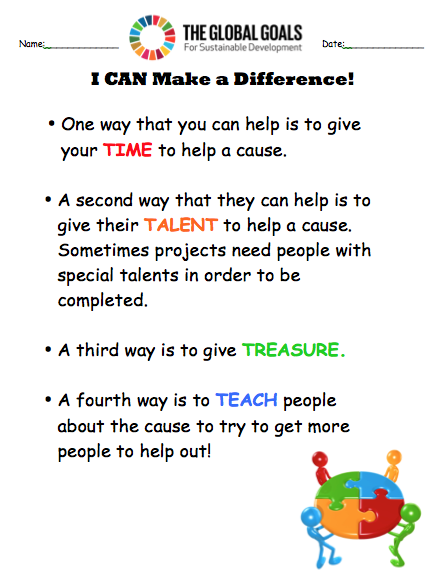 Name:______________ THE GLOBAL GOALS Date:______________
For Sustainable Development
I CAN Make a Difference!
• One way that you can help is to give
your TIME to help a cause.
• A second way that they can help is to
give their TALENT to help a cause.
Sometimes projects need people with
special talents in order to be
completed.
• A third way is to give TREASURE.
• A fourth way is to TEACH people
about the cause to try to get more
people to help out!